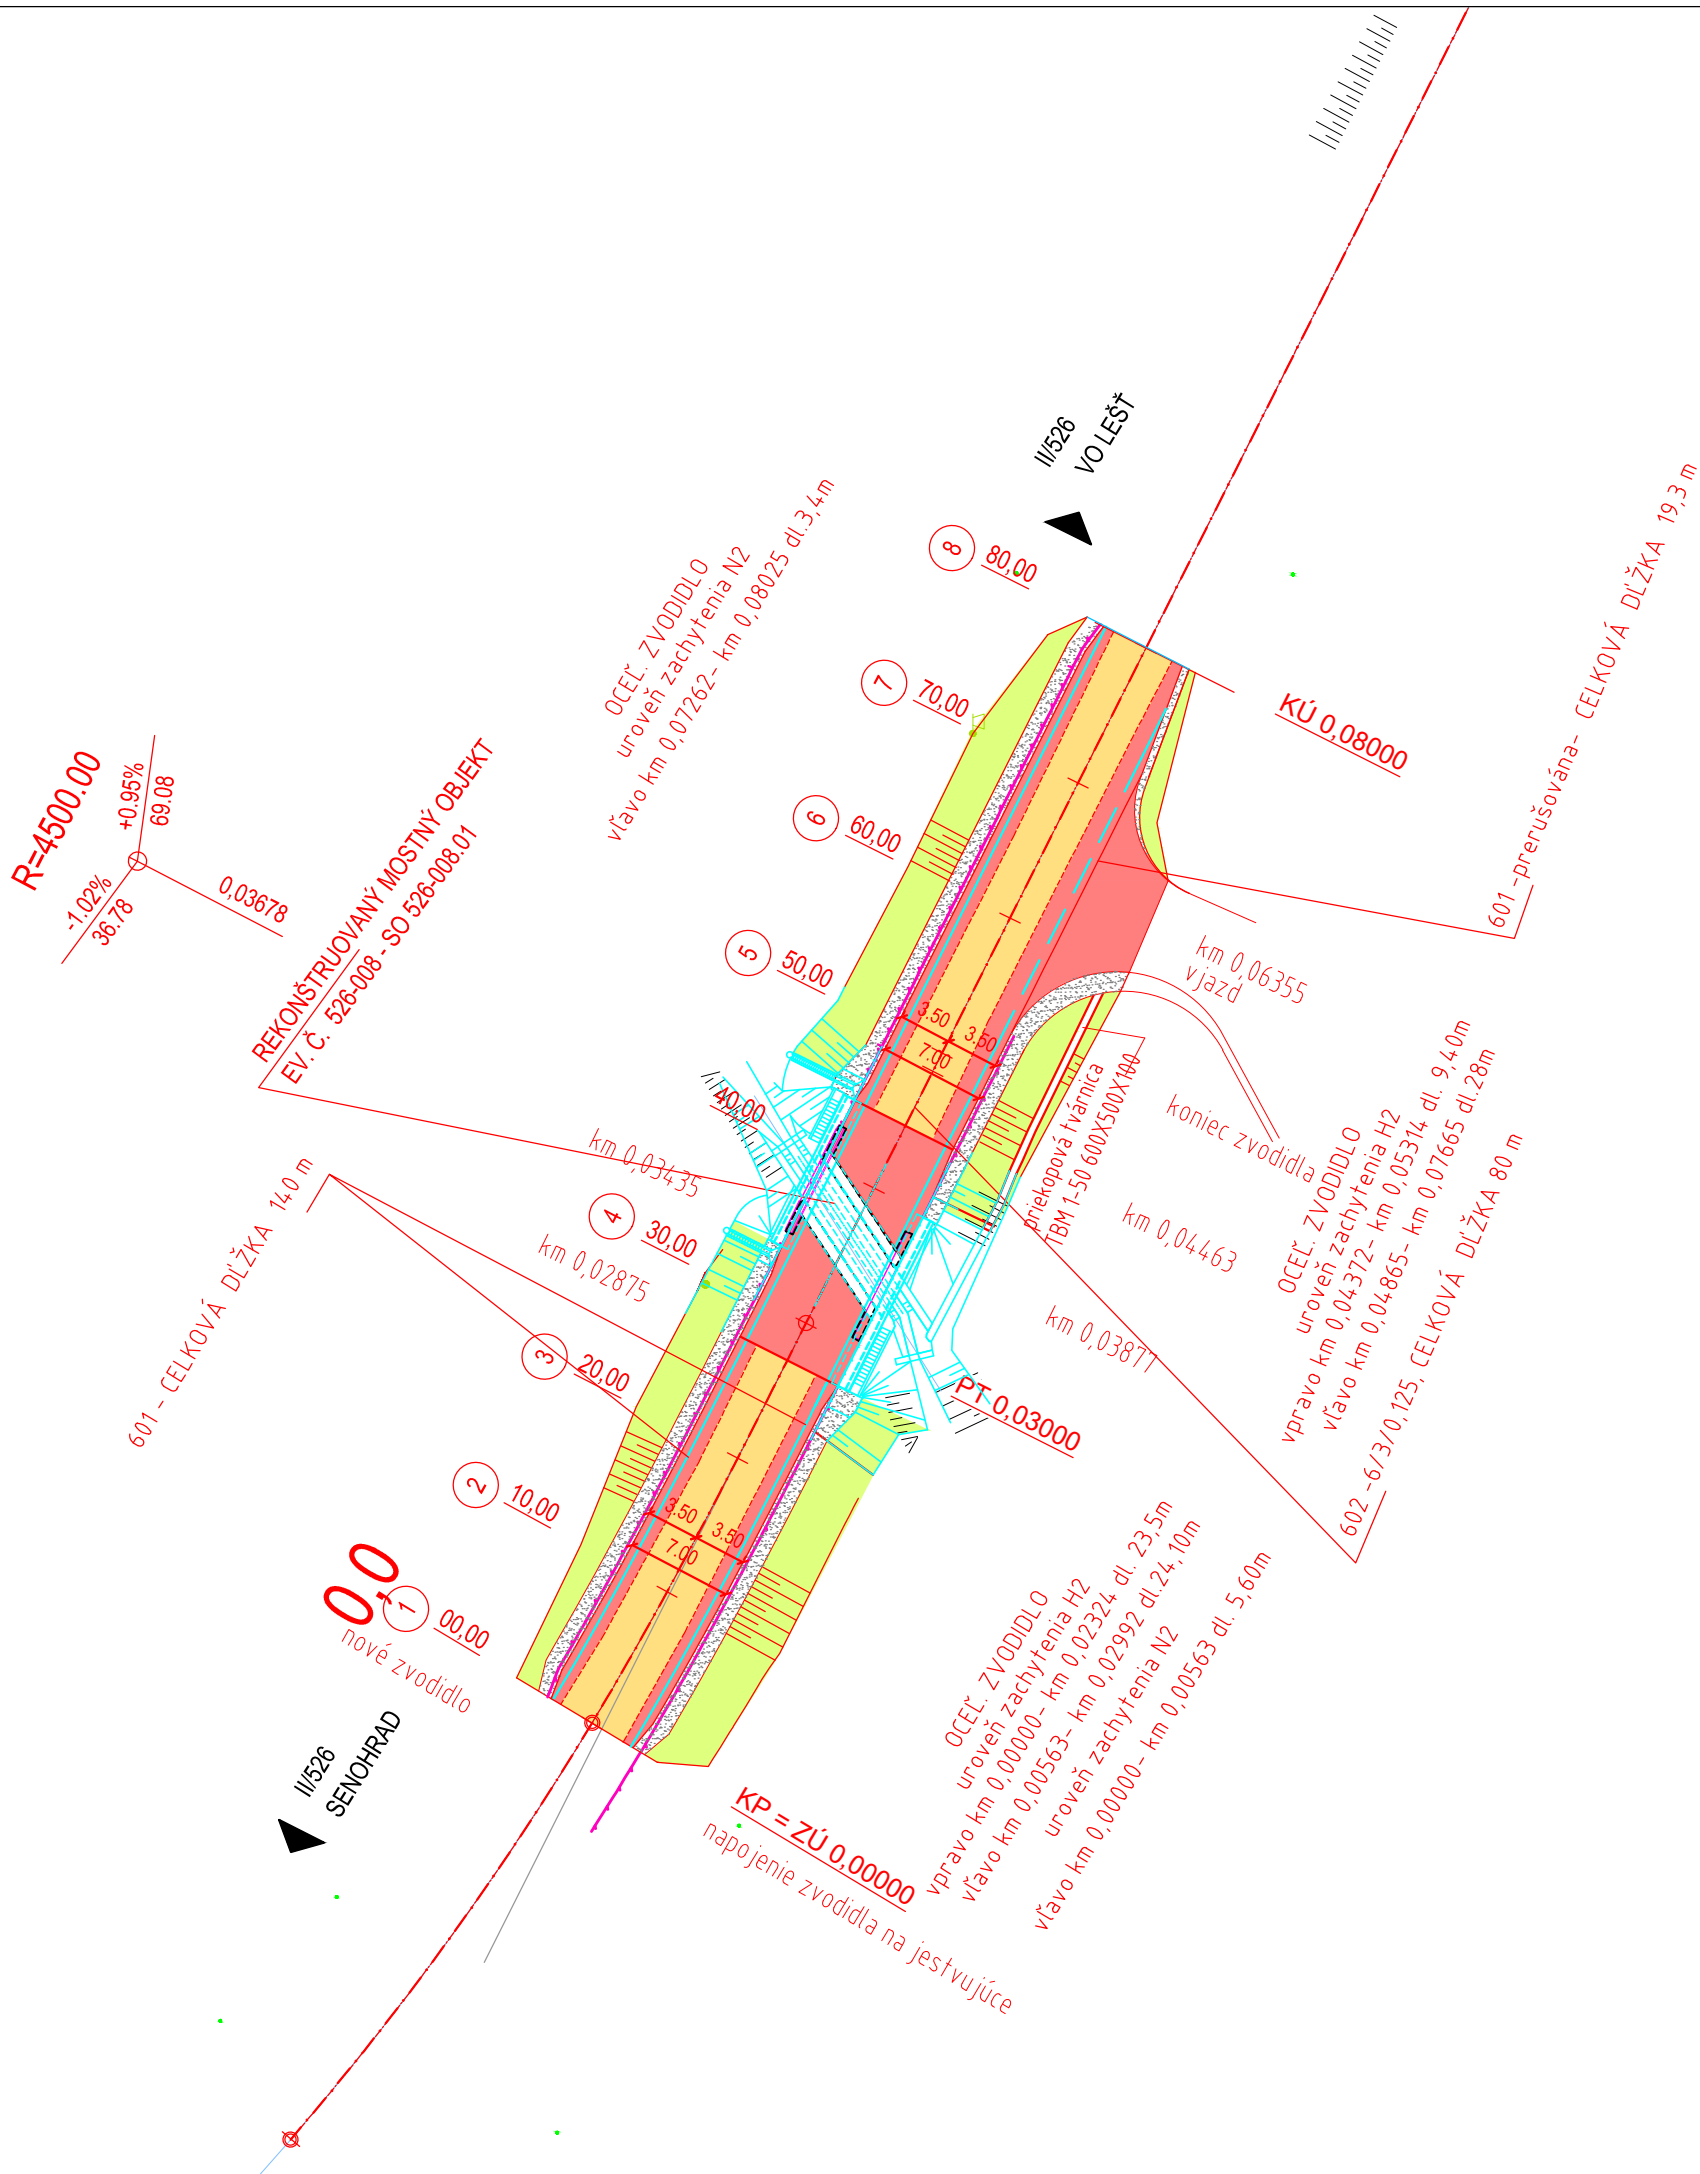 II/526
VO LEŠŤ
8
80,00
OCEĽ. ZVODIDLO
uroveň zachytenia N2
vľavo km 0,07262- km 0,08025 dl.3,4m
7
70,00
KÚ 0,08000
601 -prerušována- CELKOVÁ DĹŽKA 19,3 m
R=4500.00
+0.95%
69.08
-1.02%
36.78
0,03678
REKONŠTRUOVANÝ MOSTNÝ OBJEKT
EV. Č. 526-008 - SO 526-008.01
6
60,00
5
50,00
km 0,06355
vjazd
3.50
3.50
7.00
40,00
km 0,03435
priekopová tvárnica
TBM 1-50 600X500X100
koniec zvodidla
OCEĽ. ZVODIDLO
uroveň zachytenia H2
vpravo km 0,04372- km 0,05314 dl. 9,40m
vľavo km 0,04865- km 0,07665 dl.28m
4
30,00
km 0,02875
km 0,04463
km 0,03877
601 - CELKOVÁ DĹŽKA 140 m
602 -6/3/0,125, CELKOVÁ DĹŽKA 80 m
3
20,00
PT 0,03000
2
10,00
3.50
3.50
7.00
0,0
1
00,00
nové zvodidlo
OCEĽ. ZVODIDLO
uroveň zachytenia H2
vpravo km 0,00000- km 0,02324 dl. 23,5m
vľavo km 0,00563- km 0,02992 dl.24,10m
uroveň zachytenia N2
vľavo km 0,00000- km 0,00563 dl. 5,60m
II/526
SENOHRAD
KP = ZÚ 0,00000
napojenie zvodidla na jestvujúce